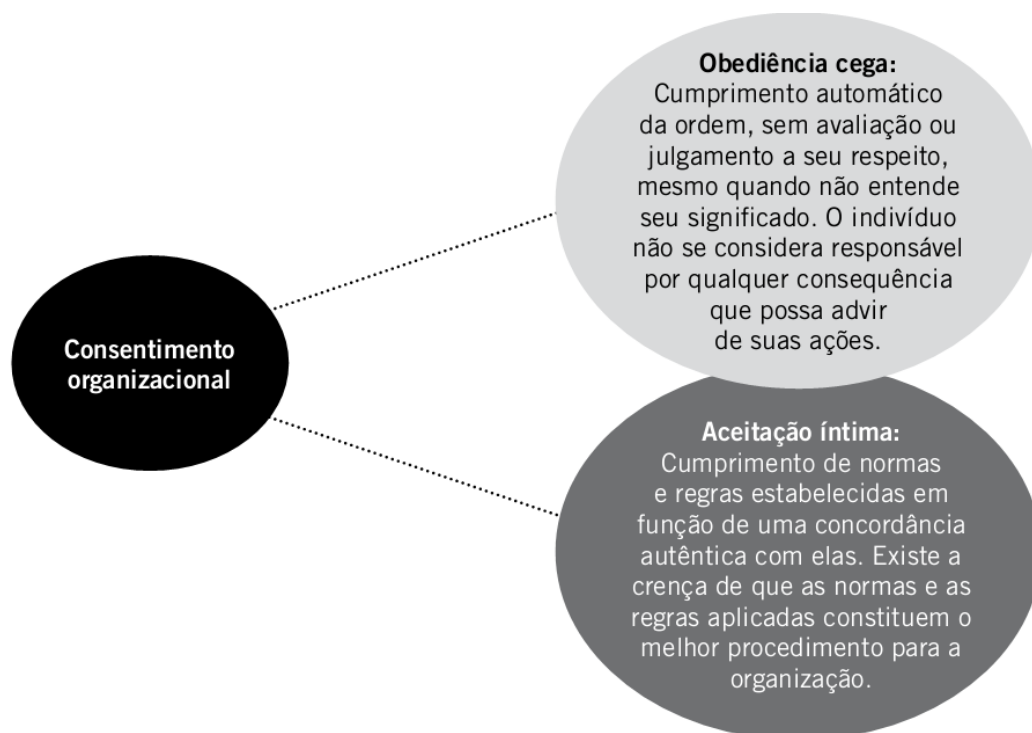 Obediência cega:
Cumprimento automático
da ordem, sem avaliação ou
julgamento a seu respeito,
mesmo quando não entende
seu significado. O indivíduo
não se considera responsável
por qualquer consequência
que possa advir
de suas ações.
Consentimento
organizacional
Aceitação íntima:
Cumprimento de normas
e regras estabelecidas em
função de uma concordância
autêntica com elas. Existe a
crença de que as normas e as
regras aplicadas constituem o
melhor procedimento para a
organização.